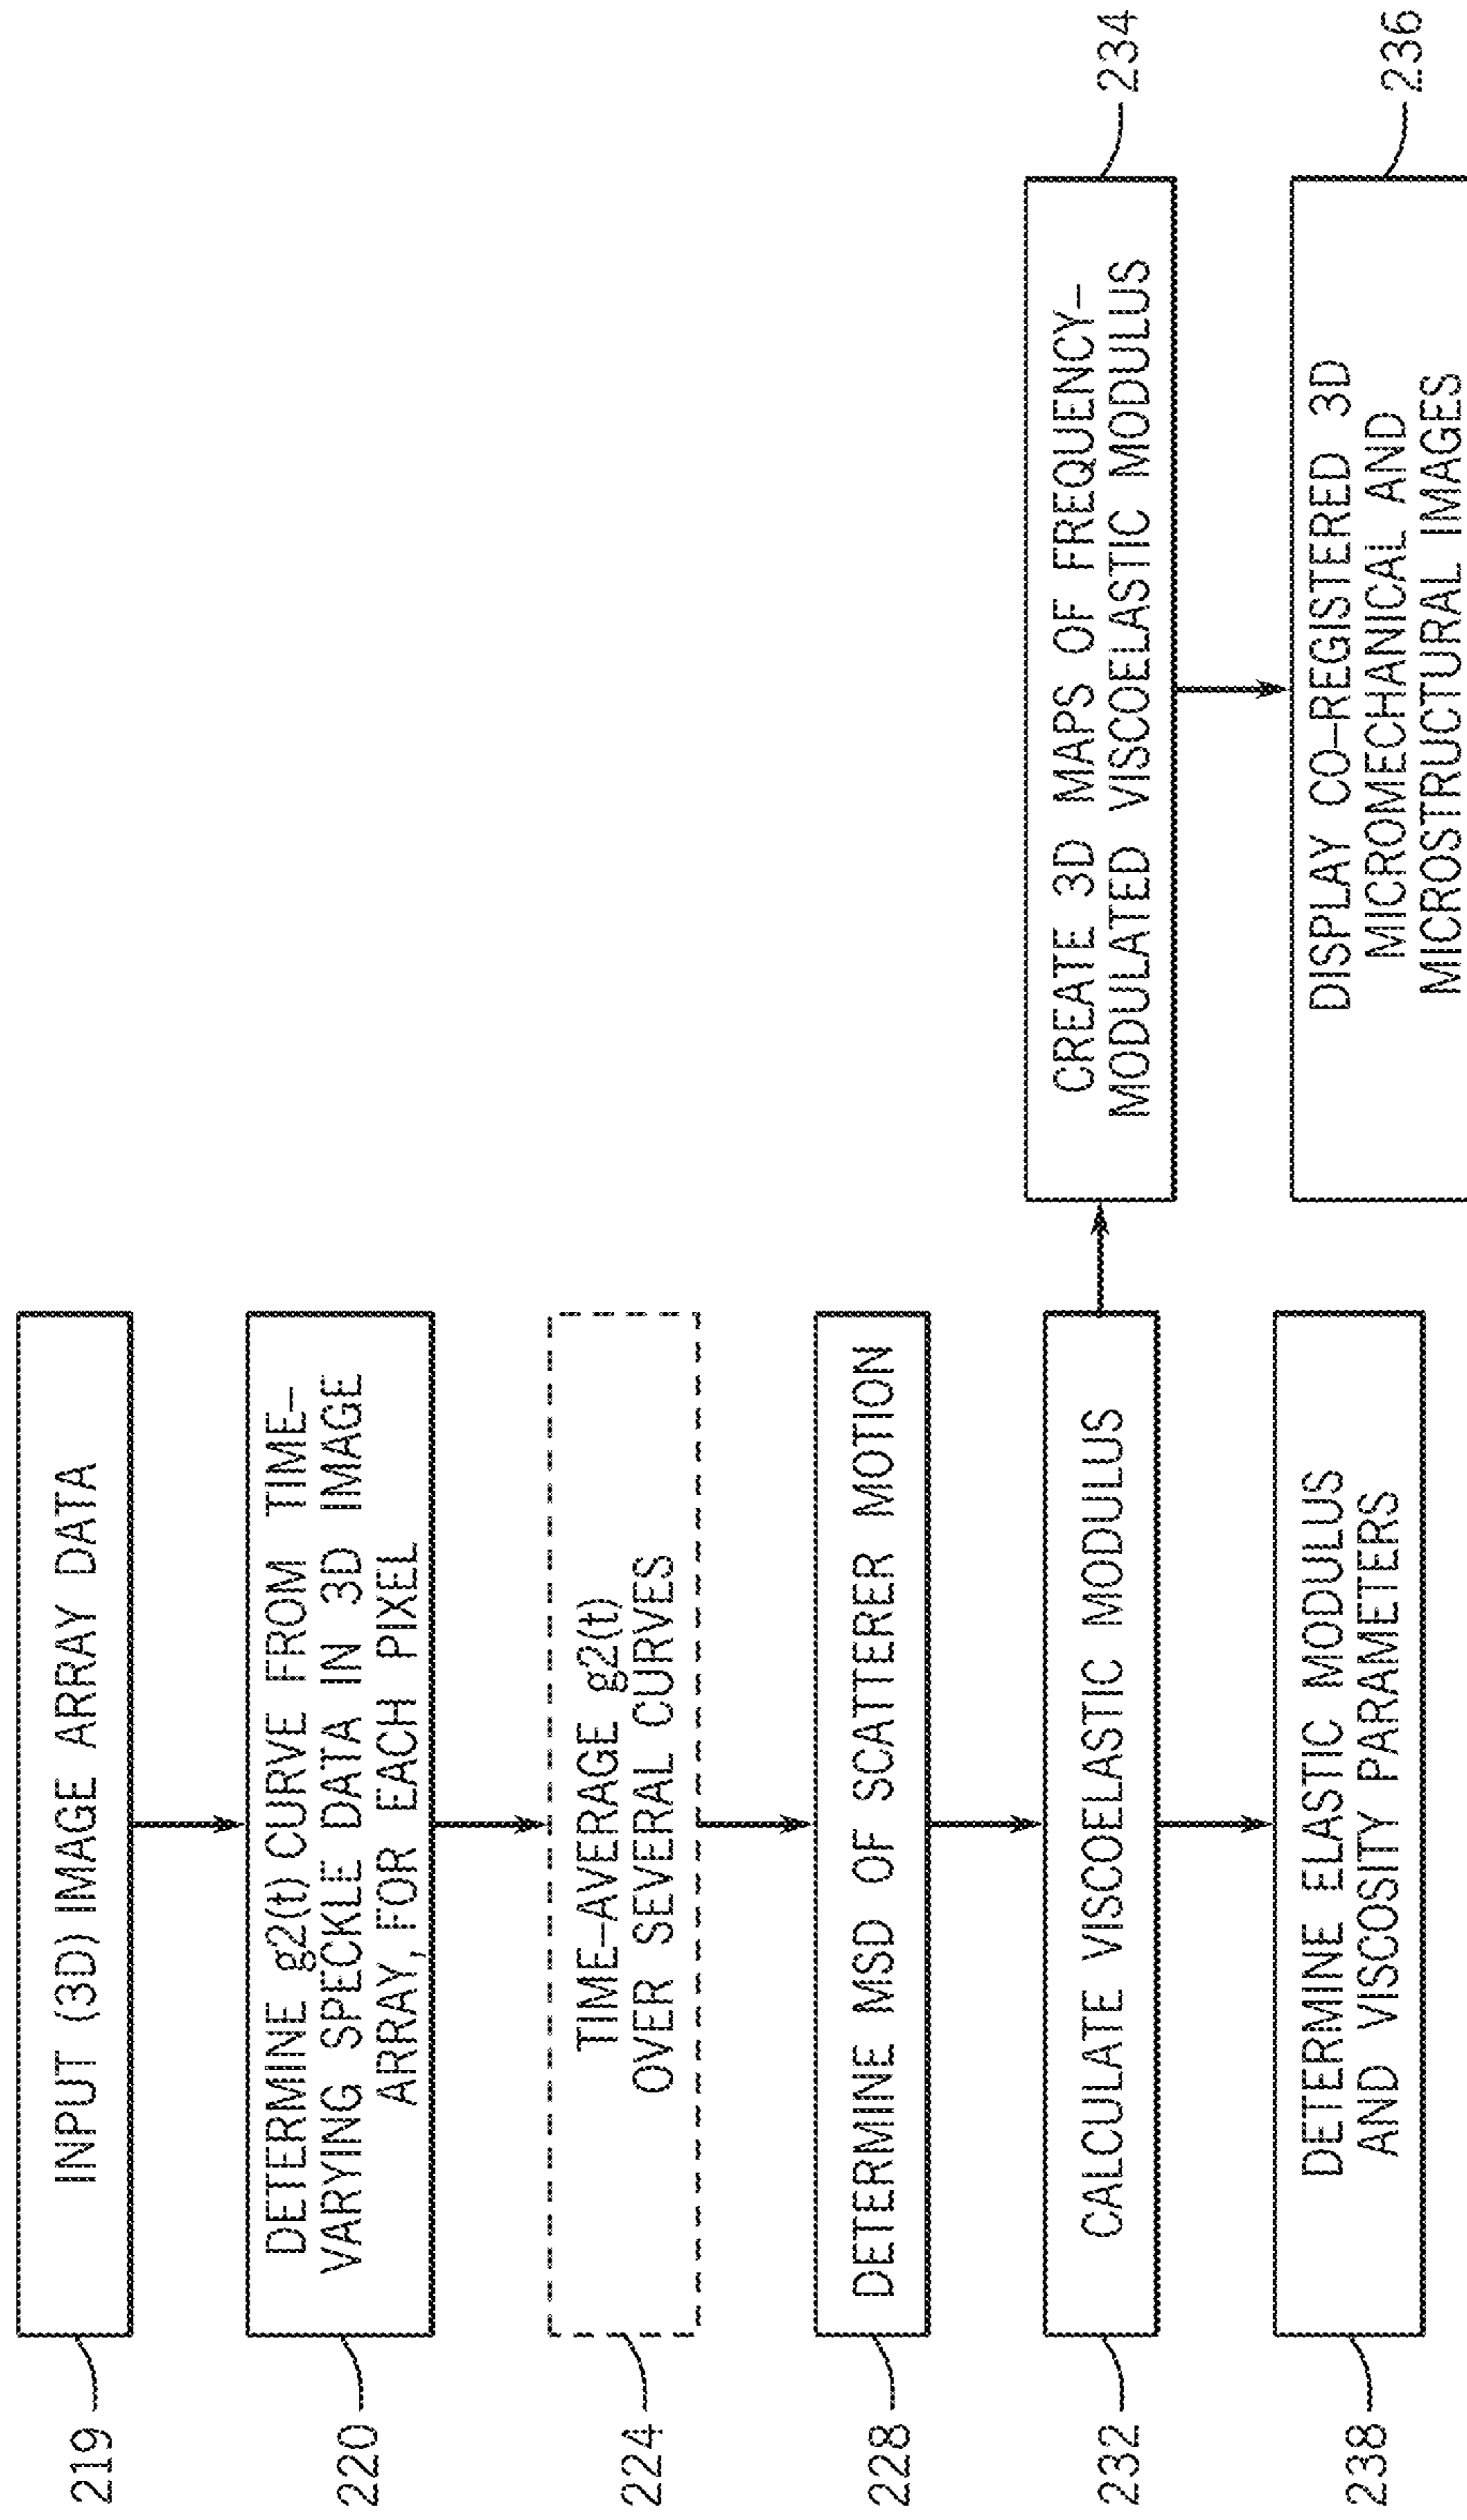 219
INPUT (3D) IMAGE ARRAY DATA
220
DETERMINE g2(t) CURVE FROM TIME–
VARYING SPECKLE DATA IN 3D IMAGE
ARRAY, FOR EACH PIXEL
224
TIME–AVERAGE g2(t)
OVER SEVERAL CURVES
228
DETERMINE MSD OF SCATTERER MOTION
232
CALCULATE VISCOELASTIC MODULUS
238
DETERMINE ELASTIC MODULUS
AND VISCOSITY PARAMETERS
234
CREATE 3D MAPS OF FREQUENCY–
MODULATED VISCOELASTIC MODULUS
236
DISPLAY CO–REGISTERED 3D
MICROMECHANICAL AND
MICROSTRUCTURAL IMAGES